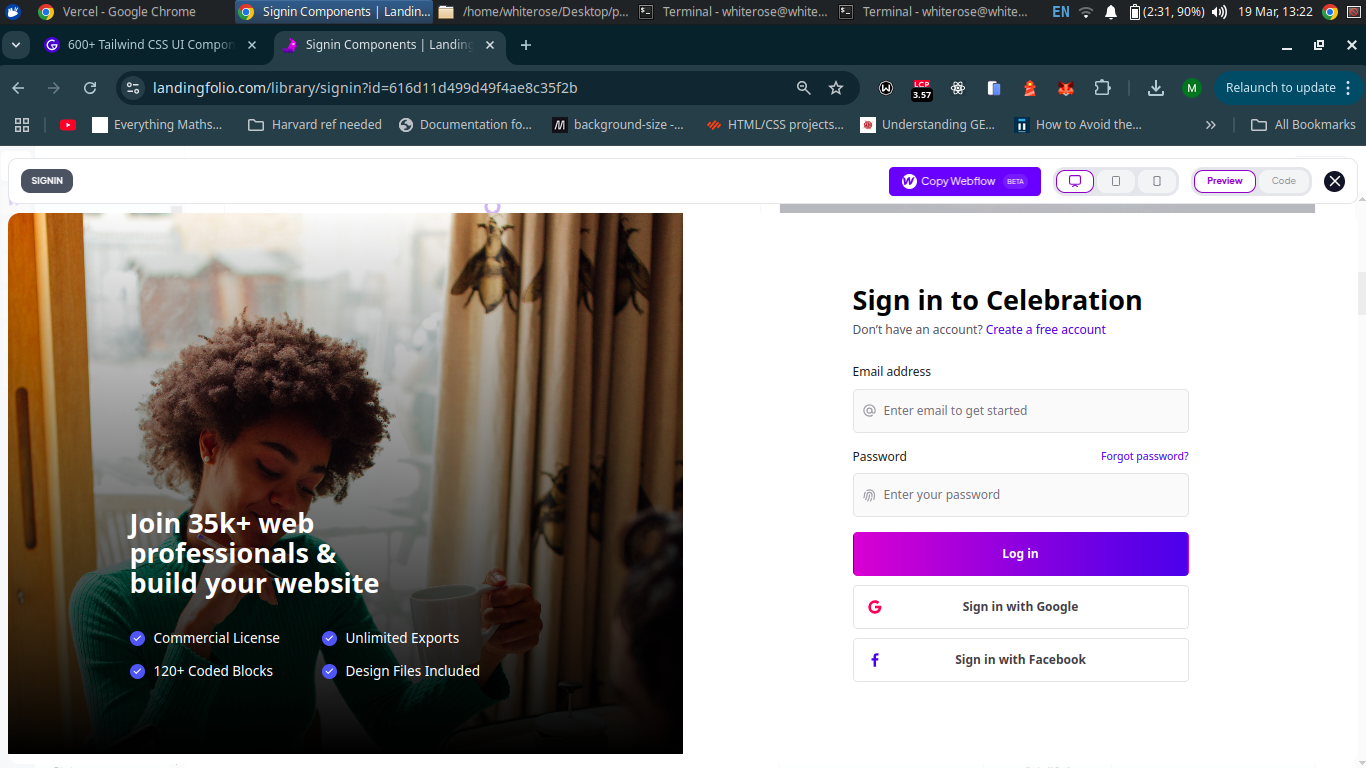 Vercel - Google Chrome
Signin Components | Landin...
/home/whiterose/Desktop/p...
Terminal - whiterose@white...
Terminal - whiterose@white...
EN
(2:31, 90%)
19 Mar, 13:22
600+ Tailwind CSS UI Compon
Signin Components | Landing
landingfolio.com/library/signin?id=616d11d499d49f4ae8c35f2b
LCP
3.57
M
Relaunch to update
Everything Maths...
Harvard ref needed
Documentation fo...
background-size -...
HTML/CSS projects...
Understanding GE...
How to Avoid the...
All Bookmarks
SIGNIN
Copy Webflow BETA
Preview
Code
Join 35k+ web
professionals &
build your website
Commercial License
Unlimited Exports
120+ Coded Blocks
Design Files Included
Sign in to Celebration
Don’t have an account? Create a free account
Email address
Enter email to get started
Password
Forgot password?
Enter your password
Log in
Sign in with Google
Sign in with Facebook